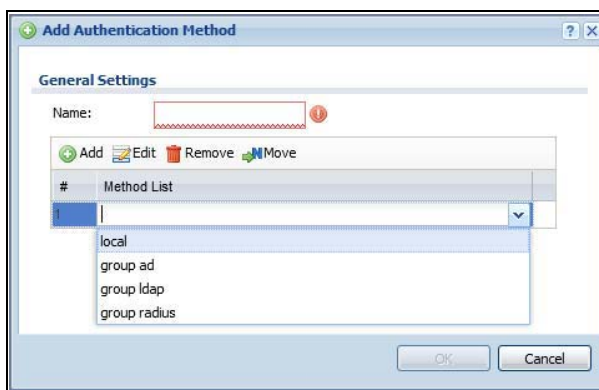 Add Authentication Method
General Settings
Name:
Add Edit Remove Move
# Method List
1
local
group ad
group ldap
group radius
OK Cancel